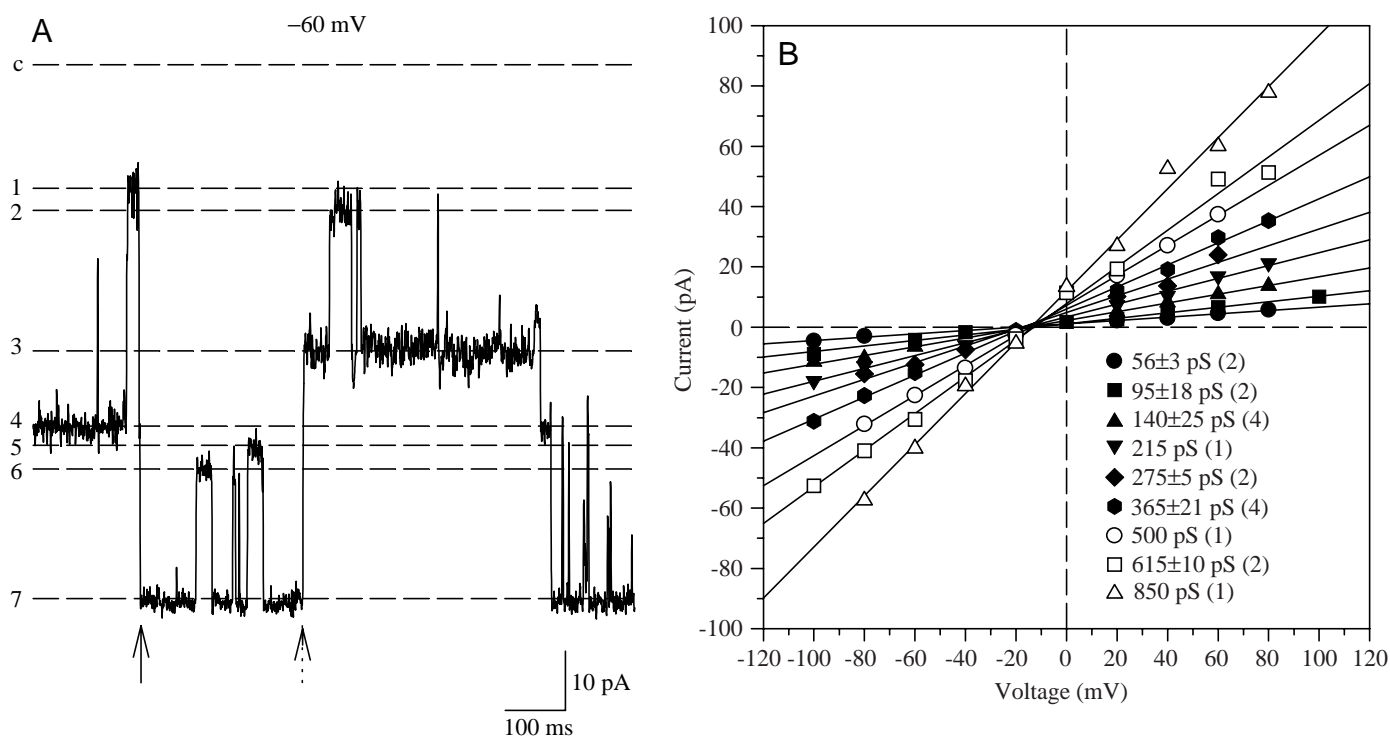 A
−60 mV
c
1
2
3
4
5
6
7
10 pA
100 ms
B
100
80
60
40
20
0
-20
-40
-60
-80
-100
Current (pA)
-120 -100 -80 -60 -40 -20 0 20 40 60 80 100 120
Voltage (mV)
56±3 pS (2)
95±18 pS (2)
140±25 pS (4)
215 pS (1)
275±5 pS (2)
365±21 pS (4)
500 pS (1)
615±10 pS (2)
850 pS (1)